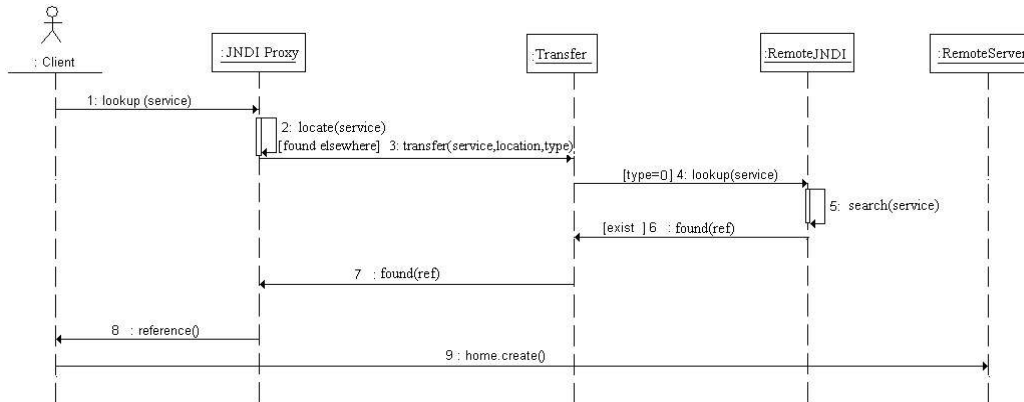 : Client
:JNDI Proxy
:Transfer
:RemoteJNDI
:RemoteServer
1: lookup (service)
2: locate(service)
[found elsewhere] 3: transfer(service,location,type)
[type=0] 4: lookup(service)
5: search(service)
[exist ] 6 : found(ref)
7 : found(ref)
8 : reference()
9 : home.create()